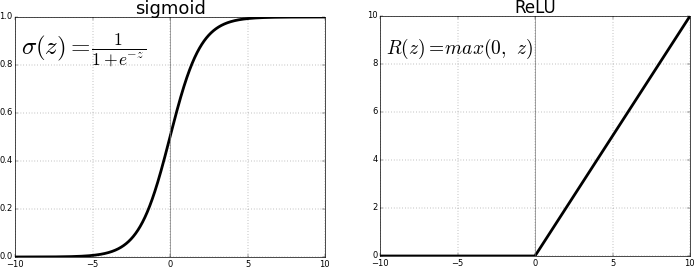 sigmoid
σ(z) = 1/(1+e^{-z})
1.0
0.8
0.6
0.4
0.2
0.0
−10 −5 0 5 10
ReLU
R(z) = max(0, z)
10
8
6
4
2
0
−10 −5 0 5 10